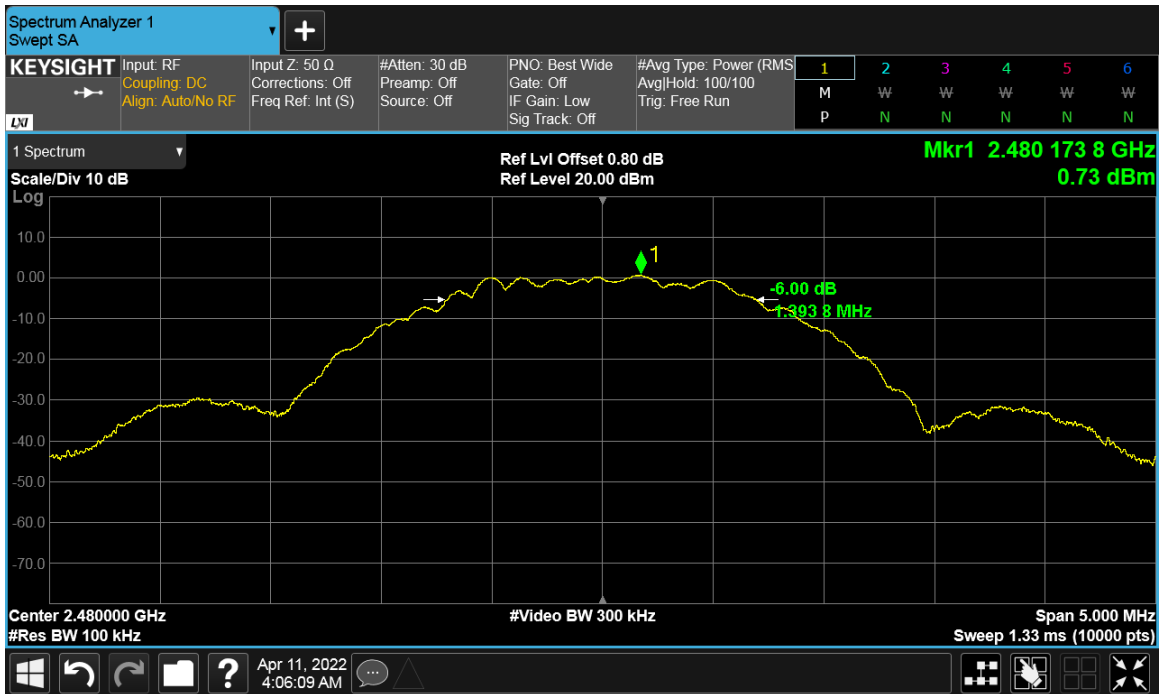 Spectrum Analyzer 1
Swept SA
KEYSIGHT
LXI
Input: RF
Coupling: DC
Align: Auto/No RF
Input Z: 50 Ω
Corrections: Off
Freq Ref: Int (S)
#Atten: 30 dB
Preamp: Off
Source: Off
PNO: Best Wide
Gate: Off
IF Gain: Low
Sig Track: Off
#Avg Type: Power (RMS
Avg|Hold: 100/100
Trig: Free Run
1 2 3 4 5 6
M W W W W W
P N N N N N
1 Spectrum
Scale/Div 10 dB
Ref Lvl Offset 0.80 dB
Ref Level 20.00 dBm
Mkr1 2.480 173 8 GHz
0.73 dBm
Log
10.0
0.00
-10.0
-20.0
-30.0
-40.0
-50.0
-60.0
-70.0
1
-6.00 dB
1.393 8 MHz
Center 2.480000 GHz
#Video BW 300 kHz
Span 5.000 MHz
#Res BW 100 kHz
Sweep 1.33 ms (10000 pts)
Apr 11, 2022
4:06:09 AM